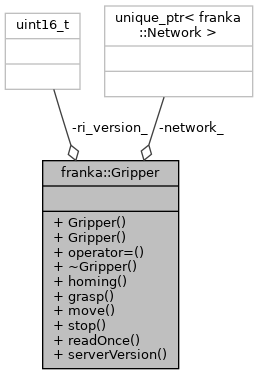 uint16_t
unique_ptr< franka
::Network >
-ri_version_
-network_
franka::Gripper
+ Gripper()
+ Gripper()
+ operator=()
+ ~Gripper()
+ homing()
+ grasp()
+ move()
+ stop()
+ readOnce()
+ serverVersion()